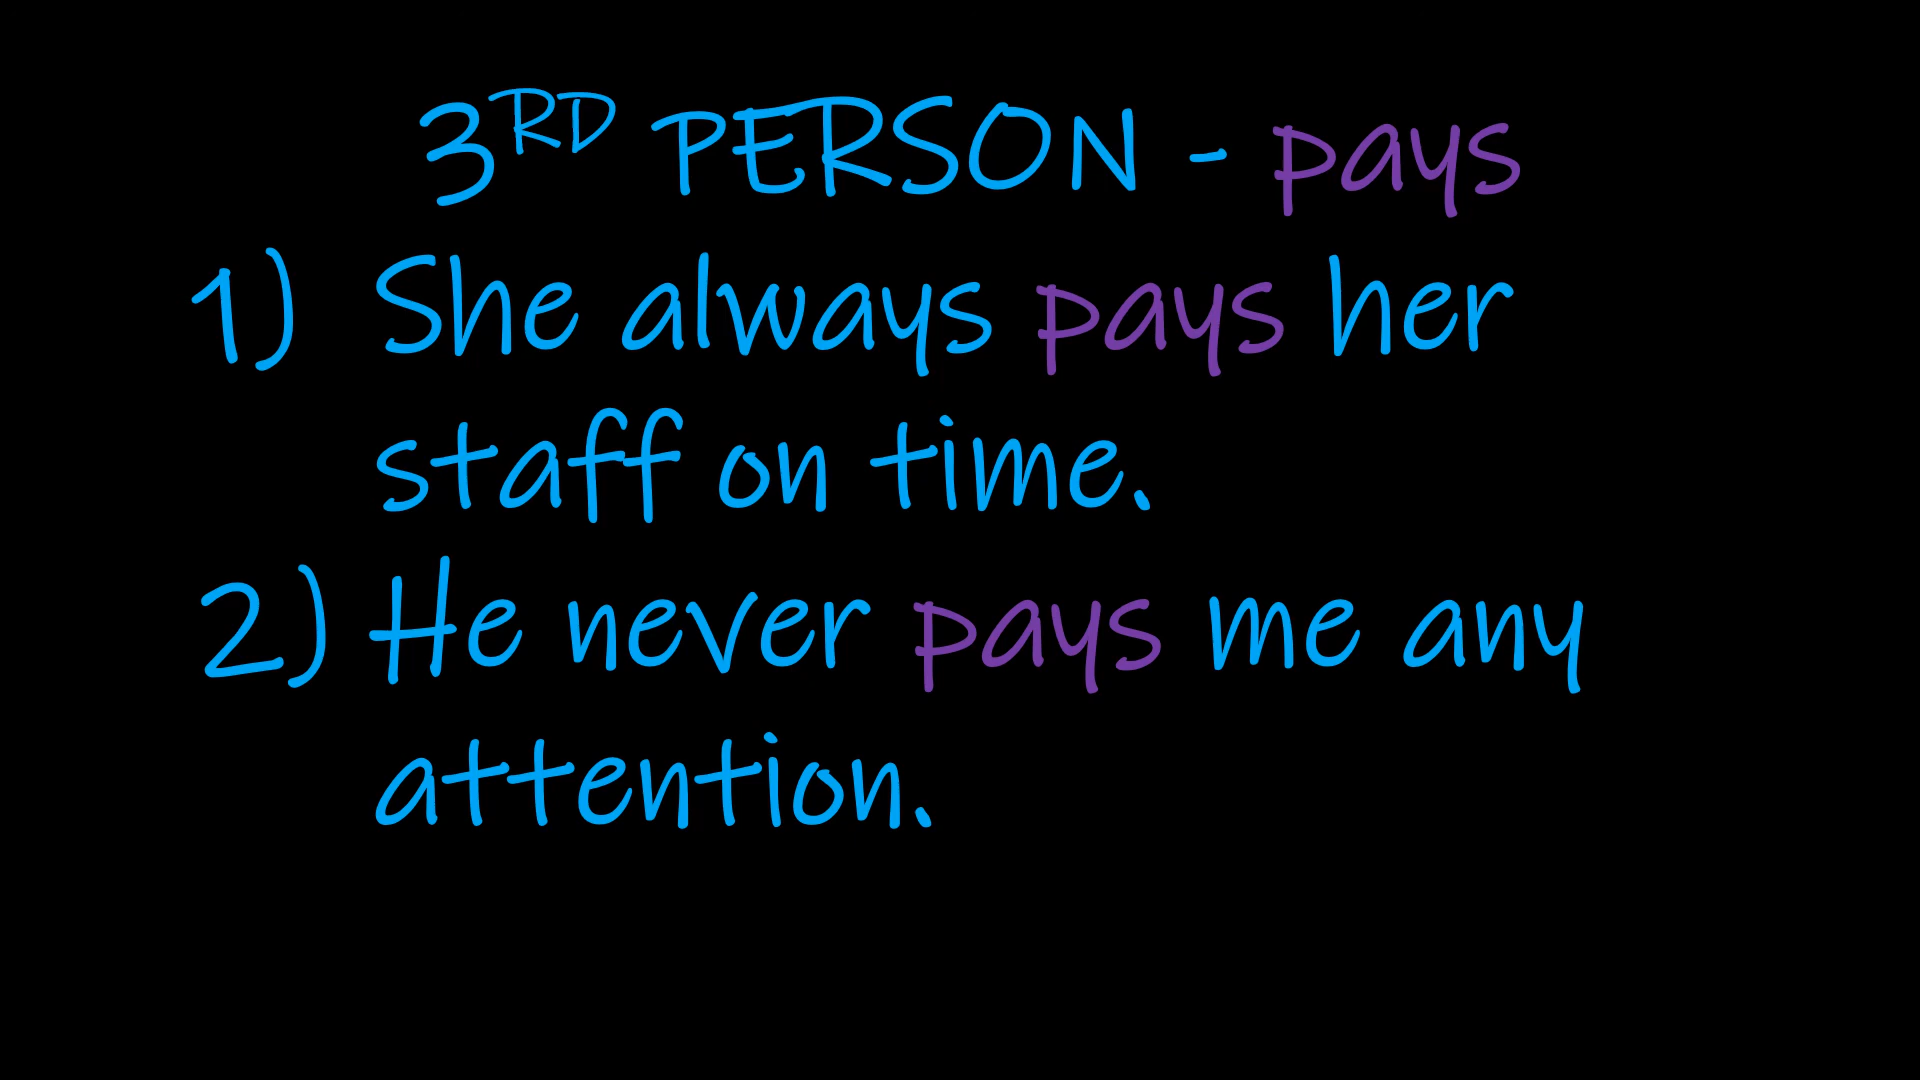 3RD PERSON - pays
1) She always pays her
staff on time.
2) He never pays me any
attention.